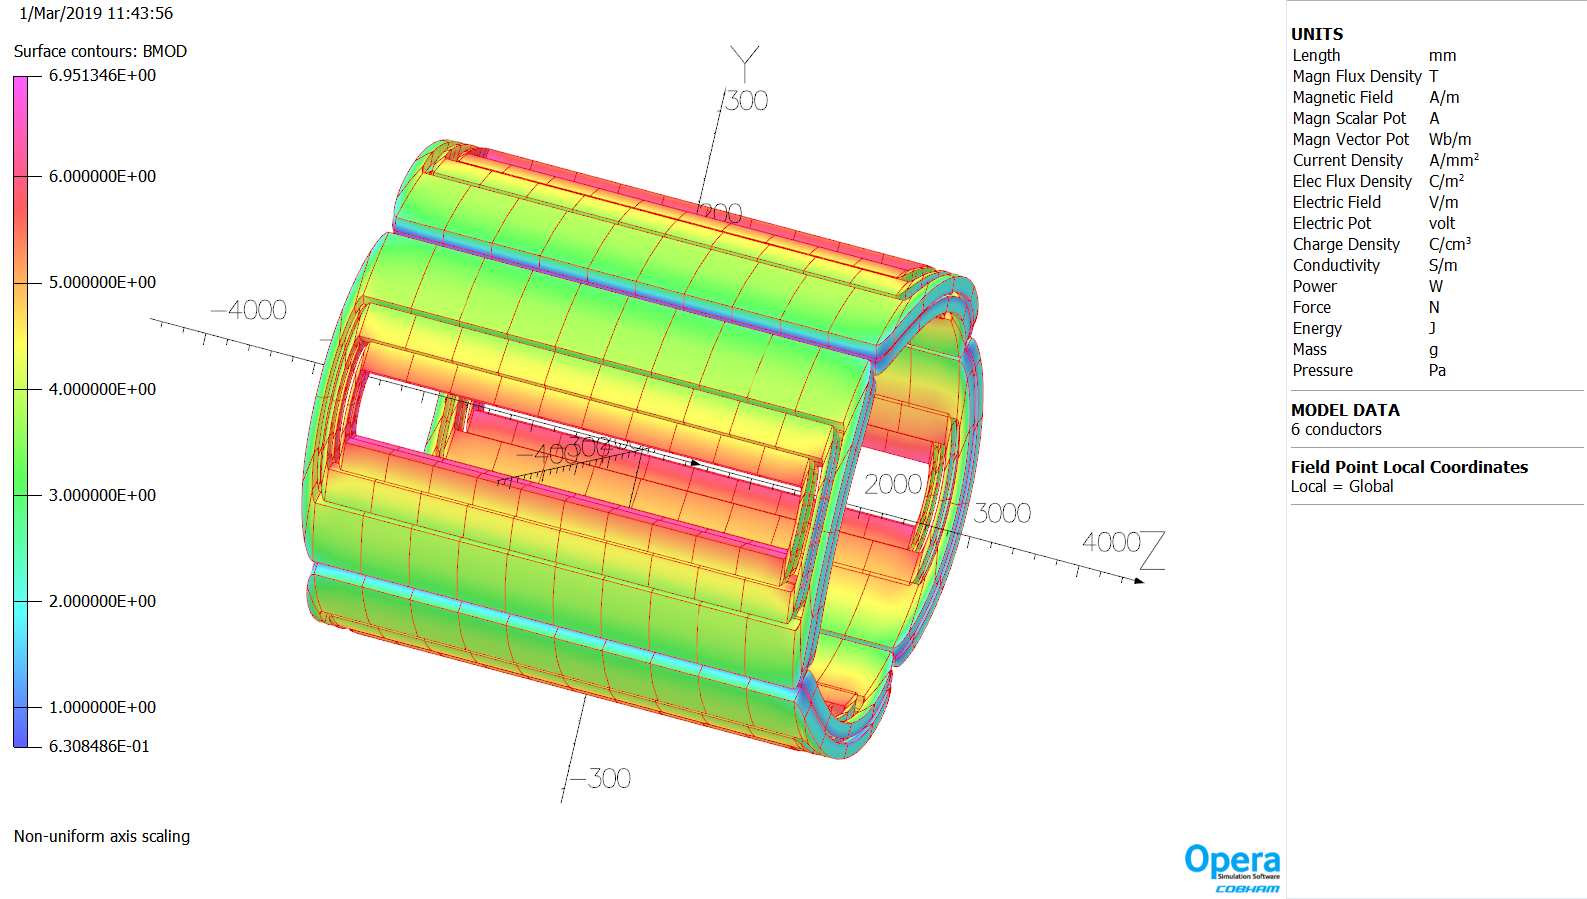 1/Mar/2019 11:43:56
Surface contours: BMOD
6.951346E+00
6.000000E+00
5.000000E+00
4.000000E+00
3.000000E+00
2.000000E+00
1.000000E+00
6.308486E-01
Non-uniform axis scaling
Y
300
200
-4000
2000
3000
4000
Z
-300
UNITS
Length mm
Magn Flux Density T
Magnetic Field A/m
Magn Scalar Pot A
Magn Vector Pot Wb/m
Current Density A/mm²
Elec Flux Density C/m²
Electric Field V/m
Electric Pot volt
Charge Density C/cm³
Conductivity S/m
Power W
Force N
Energy J
Mass g
Pressure Pa
MODEL DATA
6 conductors
Field Point Local Coordinates
Local = Global
Opera
Simulation Software
COBHAM